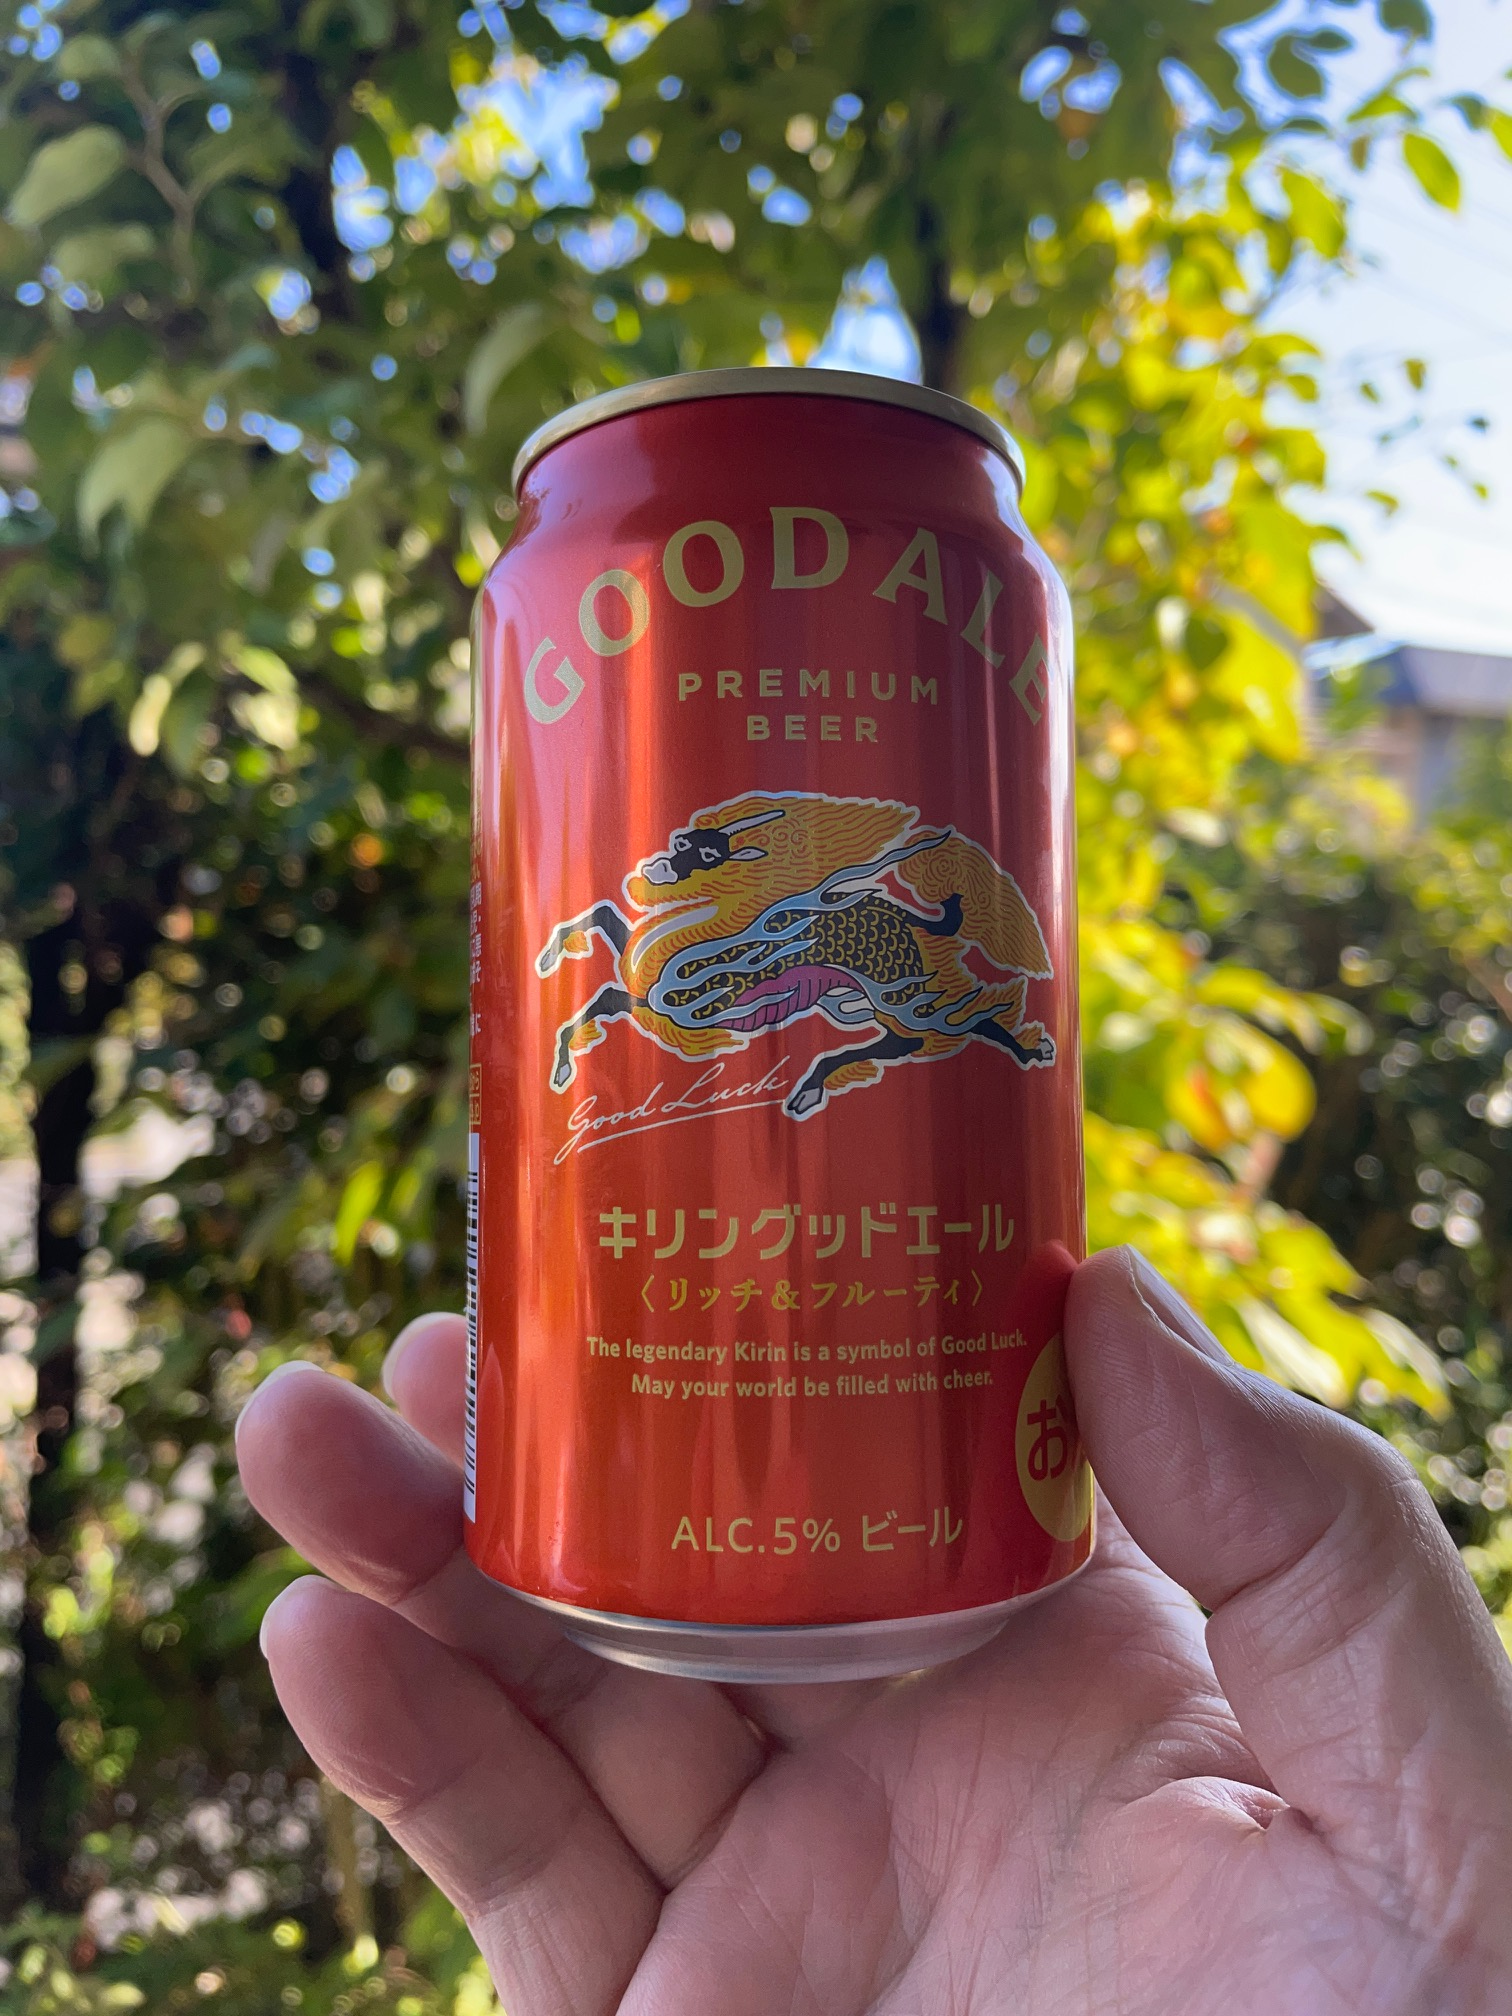 GOOD ALE
PREMIUM
BEER
Good Luck
キリングッドエール
〈リッチ&フルーティ〉
The legendary Kirin is a symbol of Good Luck.
May your world be filled with cheer.
お
ALC.5% ビール